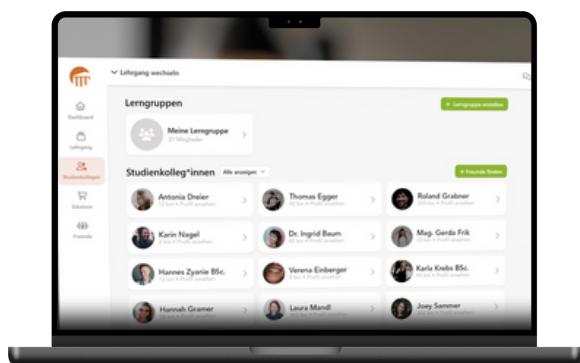 Lehrgang wechseln
Lerngruppen
+ Lerngruppe erstellen
Meine Lerngruppe
21 Mitglieder
Dashboard
Lehrgang
Studienkolleg*innen
Alle anzeigen
+ Freunde finden
Studienkollegen
Antonia Dreier
12 km • Profil ansehen
Thomas Egger
Profil ansehen
Roland Grabner
Profil ansehen
Karin Nagel
Profil ansehen
Dr. Ingrid Baum
Profil ansehen
Mag. Gerda Frik
Profil ansehen
Freunde
Hannes Zyanie BSc.
Profil ansehen
Verena Einberger
Profil ansehen
Karla Krebs BSc.
Profil ansehen
Hannah Gramer
Laura Mandl
Joey Sammer